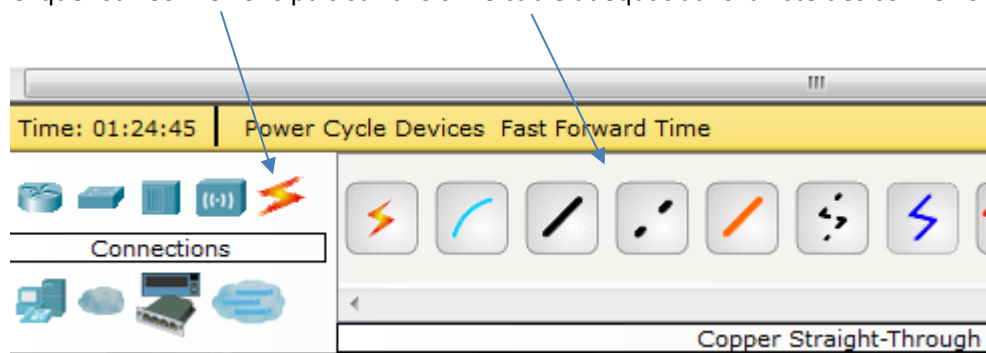 Time: 01:24:45 Power Cycle Devices Fast Forward Time
Connections
Copper Straight-Through